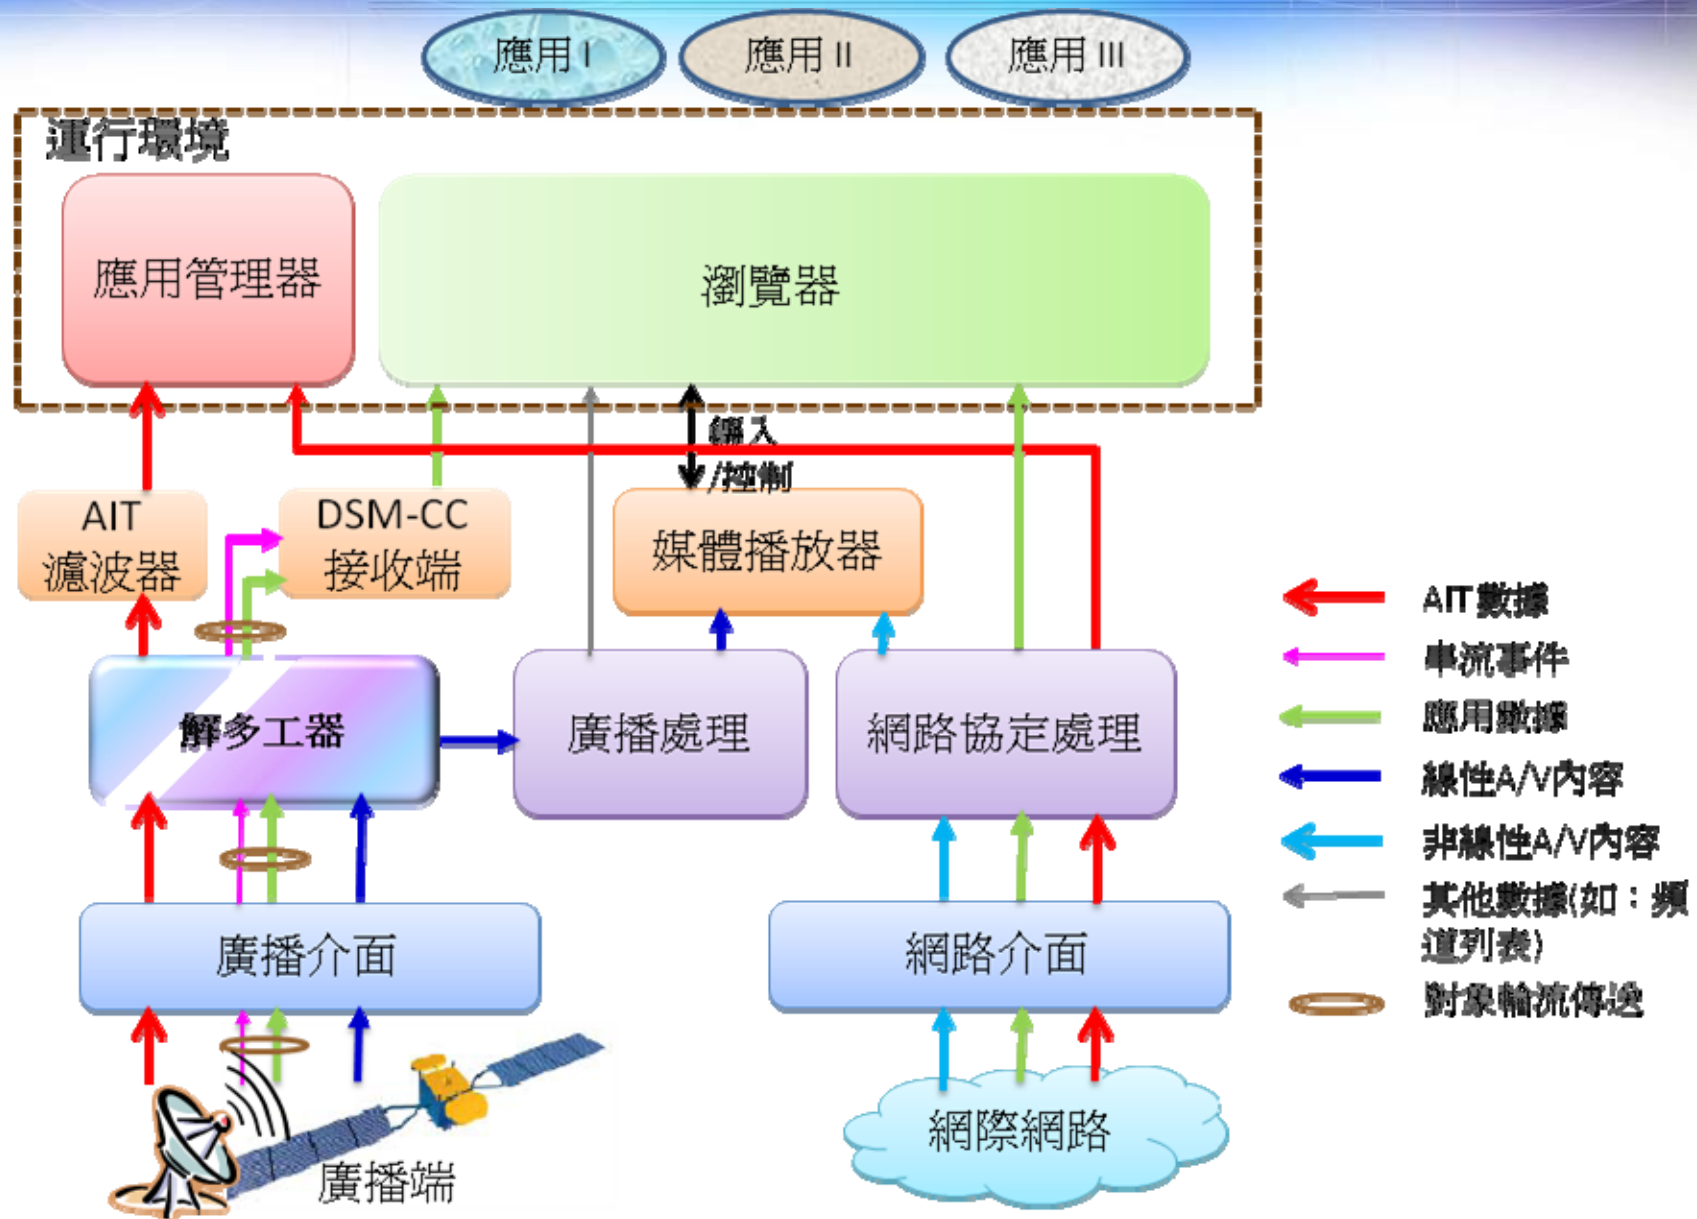 應用 I
應用 II
應用 III
運行環境
應用管理器
瀏覽器
傳入
/控制
AIT
濾波器
DSM-CC
接收端
媒體播放器
解多工器
廣播處理
網路協定處理
廣播介面
網路介面
廣播端
網際網路
AIT數據
串流事件
應用數據
線性A/V內容
非線性A/V內容
其他數據(如：頻
道列表)
對象輪流傳送